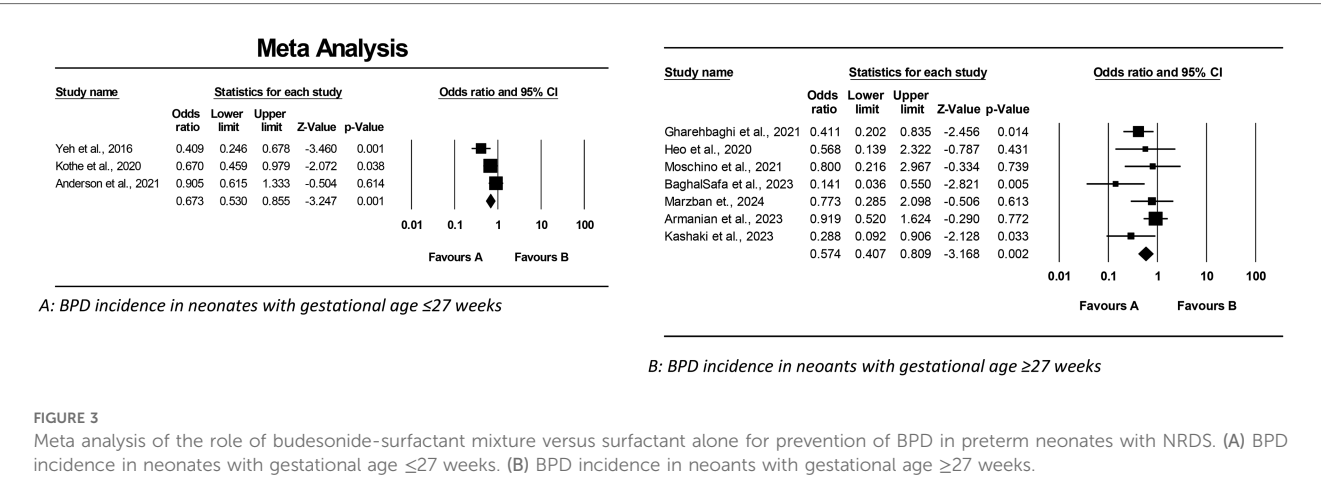 Meta Analysis
Study name Statistics for each study Odds ratio and 95% CI
Odds Lower Upper
ratio limit limit Z-Value p-Value
Yeh et al., 2016 0.409 0.246 0.678 -3.460 0.001
Kothe et al., 2020 0.670 0.459 0.979 -2.072 0.038
Anderson et al., 2021 0.905 0.615 1.333 -0.504 0.614
0.673 0.530 0.855 -3.247 0.001
0.01 0.1 1 10 100
Favours A Favours B
A: BPD incidence in neonates with gestational age ≤27 weeks
Study name Statistics for each study Odds ratio and 95% CI
Odds Lower Upper
ratio limit limit Z-Value p-Value
Gharehbaghi et al., 2021 0.411 0.202 0.835 -2.456 0.014
Heo et al., 2020 0.568 0.139 2.322 -0.787 0.431
Moschino et al., 2021 0.800 0.216 2.967 -0.334 0.739
BaghalSafa et al., 2023 0.141 0.036 0.550 -2.821 0.005
Marzban et., 2024 0.773 0.285 2.098 -0.506 0.613
Armanian et al., 2023 0.919 0.520 1.624 -0.290 0.772
Kashaki et al., 2023 0.288 0.092 0.906 -2.128 0.033
0.574 0.407 0.809 -3.168 0.002
0.01 0.1 1 10 100
Favours A Favours B
B: BPD incidence in neoants with gestational age ≥27 weeks
FIGURE 3
Meta analysis of the role of budesonide-surfactant mixture versus surfactant alone for prevention of BPD in preterm neonates with NRDS. (A) BPD
incidence in neonates with gestational age ≤27 weeks. (B) BPD incidence in neoants with gestational age ≥27 weeks.